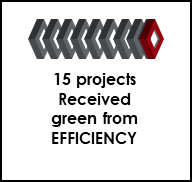 15 projects
Received
green from
EFFICIENCY